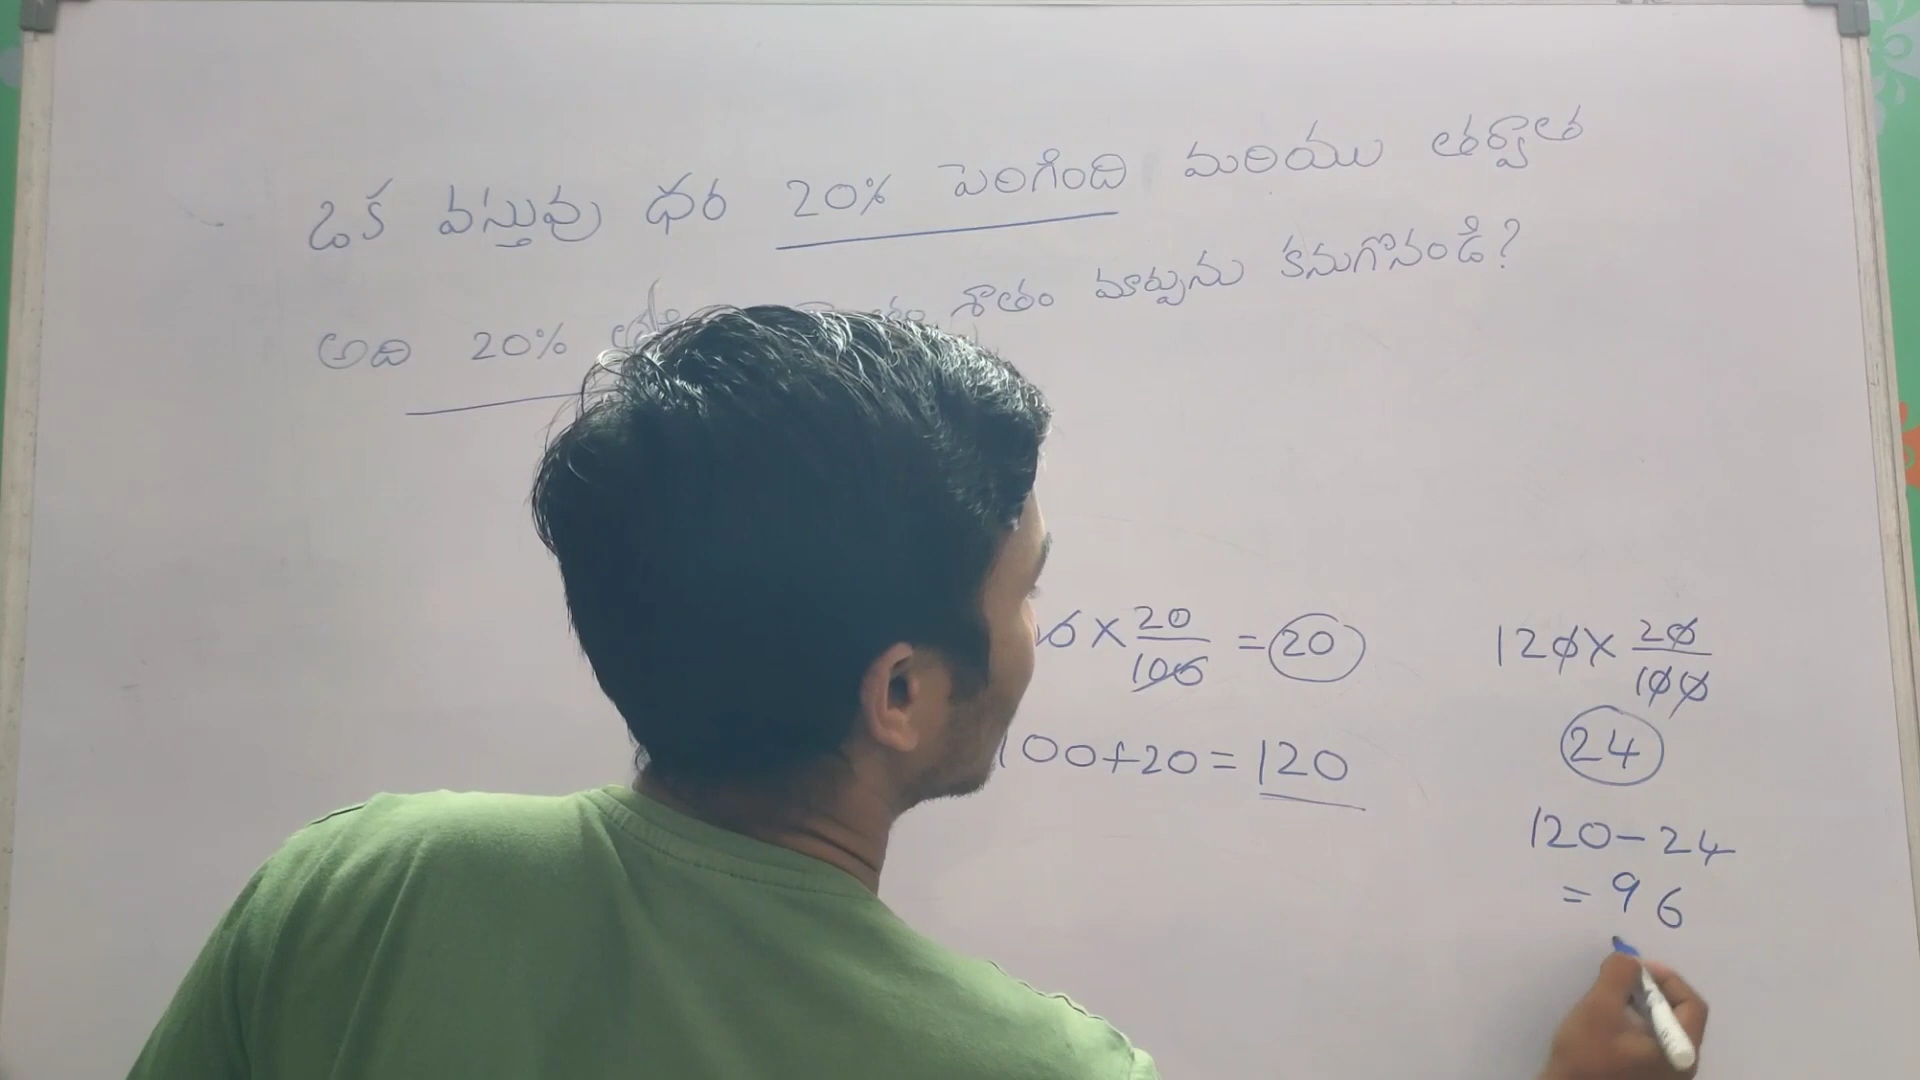 ఒక వస్తువు ధర 20% పెరిగింది మరియు తర్వాత
అది 20% శాతం మార్పును కనుగొనండి?
× 20/100 = 20
100+20=120
120× 20/100
24
120-24
= 96